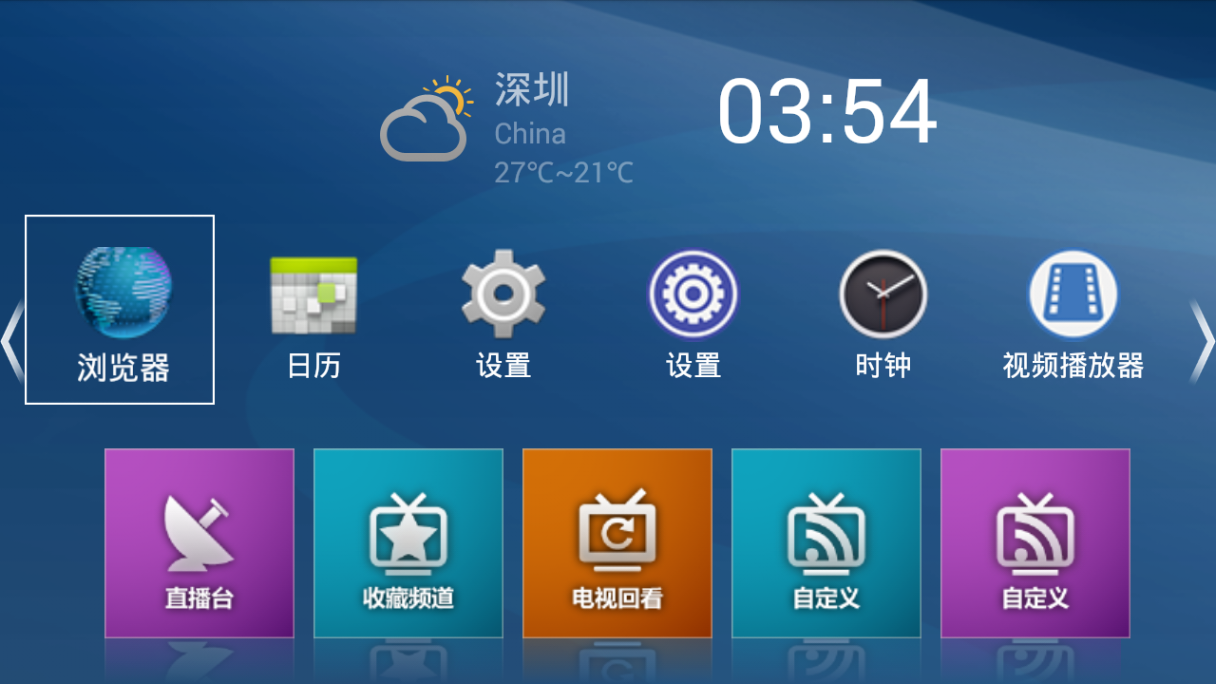 深圳
China
27℃~21℃
03:54
浏览器
日历
设置
设置
时钟
视频播放器
直播台
收藏频道
电视回看
自定义
自定义